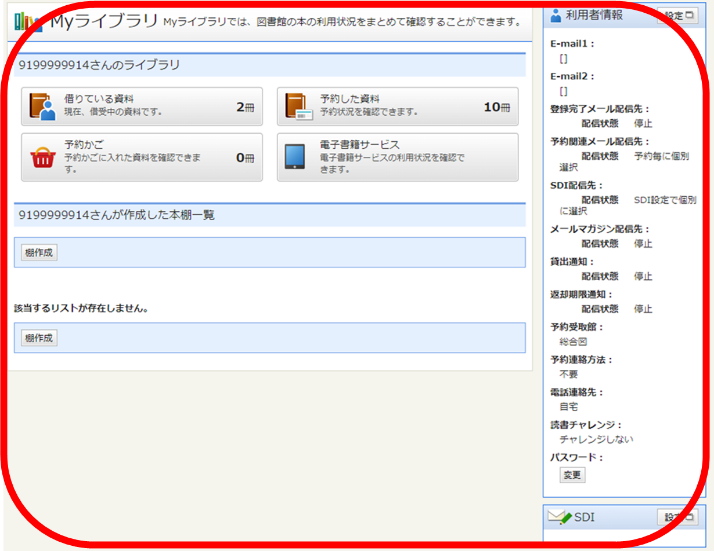 Myライブラリ Myライブラリでは、図書館の本の利用状況をまとめて確認することができます。
9199999914さんのライブラリ
借りている資料
現在、借受中の資料です。
2冊
予約した資料
予約状況を確認できます。
10冊
予約かご
予約かごに入れた資料を確認できま
す。
0冊
電子書籍サービス
電子書籍サービスの利用状況を確認で
きます。
9199999914さんが作成した本棚一覧
棚作成
該当するリストが存在しません。
棚作成
利用者情報 設定
E-mail1：
[]
E-mail2：
[]
登録完了メール配信先：
配信状態 停止
予約関連メール配信先：
配信状態 予約毎に個別
選択
SDI配信先：
配信状態 SDI設定で個別
に選択
メールマガジン配信先：
配信状態 停止
貸出通知：
配信状態 停止
返却期限通知：
配信状態 停止
予約受取館：
総合図
予約連絡方法：
不要
電話連絡先：
自宅
読書チャレンジ：
チャレンジしない
パスワード：
変更
SDI 設定